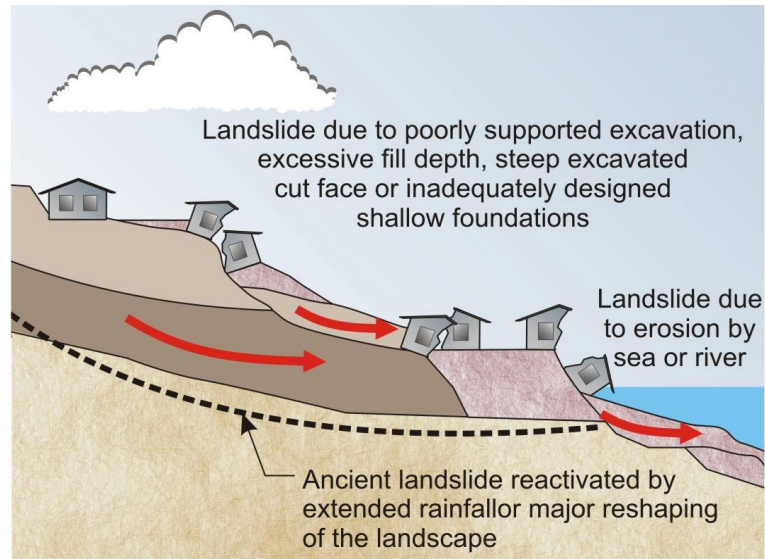 Landslide due to poorly supported excavation,
excessive fill depth, steep excavated
cut face or inadequately designed
shallow foundations
Landslide due
to erosion by
sea or river
Ancient landslide reactivated by
extended rainfallor major reshaping
of the landscape